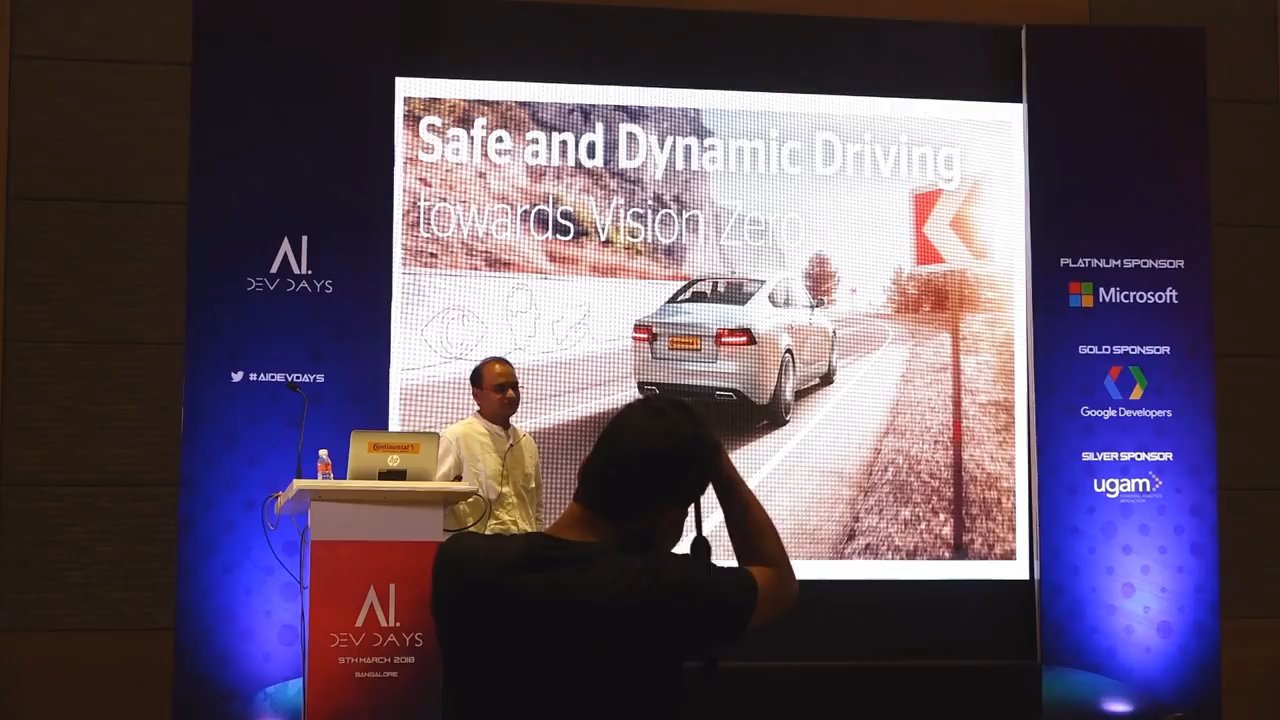 Safe and Dynamic Driving
towards Vision Zero
AI.
DEV DAYS
#AIDEVDAYS
PLATINUM SPONSOR
Microsoft
GOLD SPONSOR
Google Developers
SILVER SPONSOR
ugam
Continental
hp
AI.
DEV DAYS
9TH MARCH 2018
BANGALORE